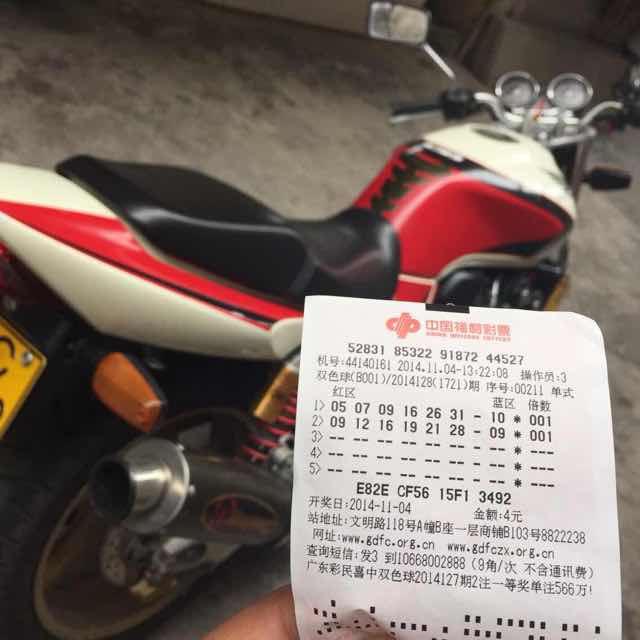 中国福利彩票
CHINA WELFARE LOTTERY
52831 85322 91872 44527
机号:44140161 2014.11.04-13:22:08 操作员:3
双色球(B001)/2014128(1721)期 序号:00211 单式
红区 蓝区 倍数
1> 05 07 09 16 26 31 - 10 * 001
2> 09 12 16 19 21 28 - 09 * 001
3> -- -- -- -- -- -- - -- * ---
4> -- -- -- -- -- -- - -- * ---
5> -- -- -- -- -- -- - -- * ---
E82E CF56 15F1 3492
开奖日:2014-11-04 金额:4元
站地址:文明路118号A幢B座一层商铺B103号8822238
网址:www.gdfc.org.cn www.gdfczx.org.cn
查询短信:发3 到10668002888 (9角/次 不含通讯费)
广东彩民喜中双色球2014127期2注一等奖单注566万!